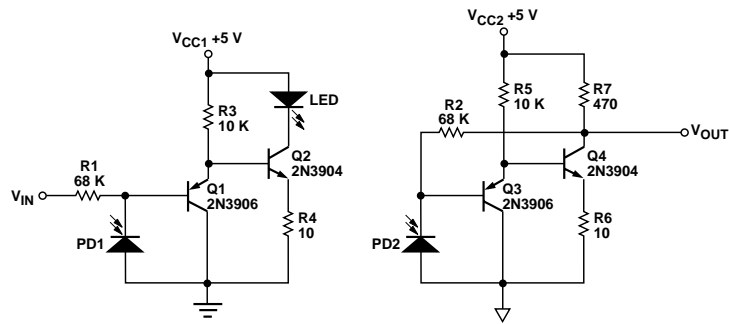 VCC1 +5 V
R3
10 K
LED
Q2
2N3904
R1
68 K
VIN
Q1
2N3906
R4
10
PD1
VCC2 +5 V
R5
10 K
R7
470
R2
68 K
VOUT
Q4
2N3904
Q3
2N3906
R6
10
PD2